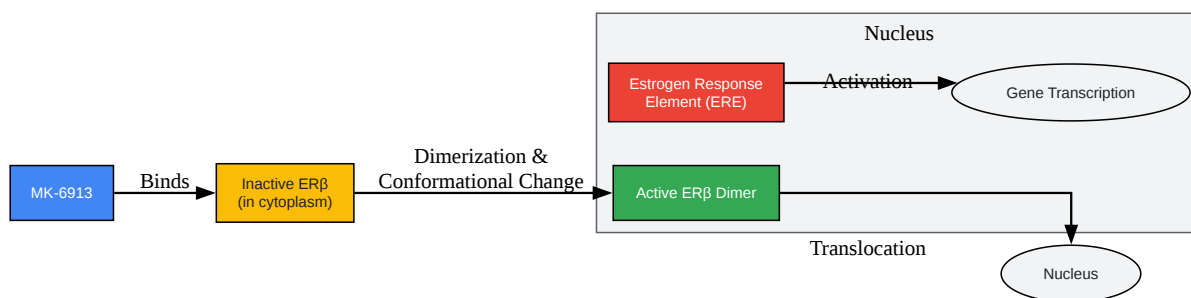 Nucleus
Estrogen Response
Element (ERE)
Activation
Gene Transcription
MK-6913
Binds
Inactive ERβ
(in cytoplasm)
Dimerization &
Conformational Change
Active ERβ Dimer
Translocation
Nucleus